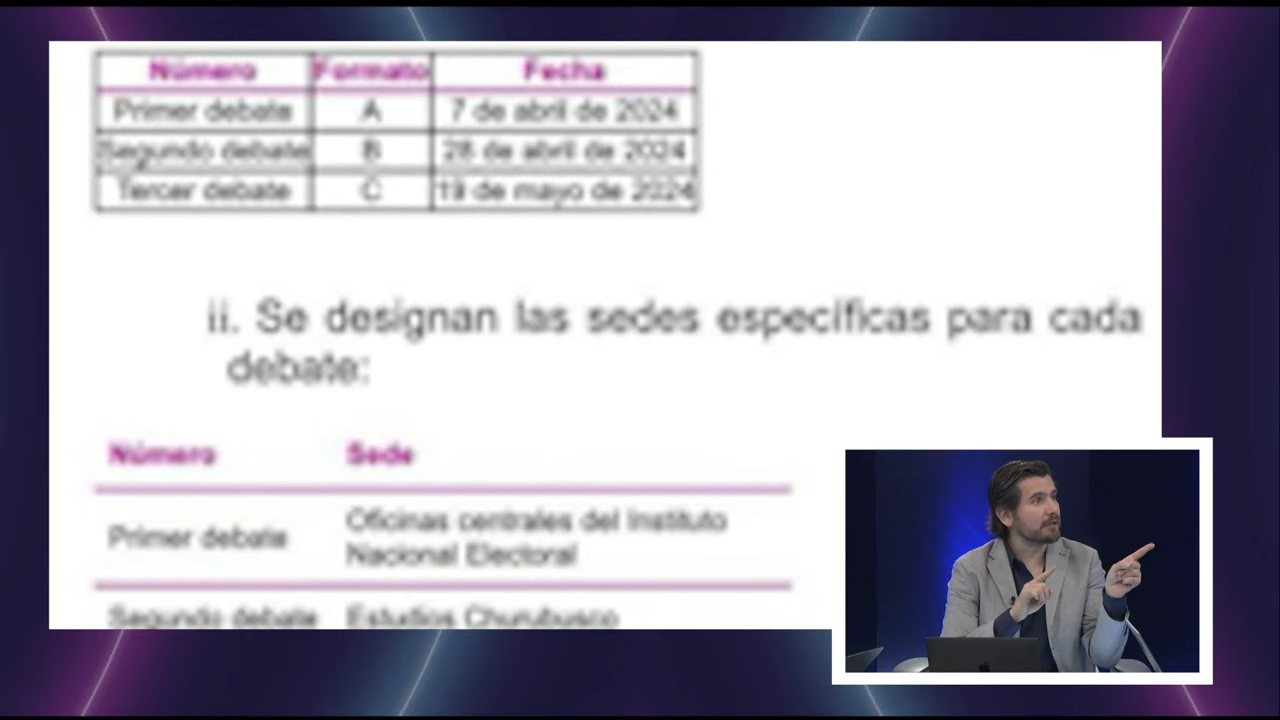 Número Formato Fecha
Primer debate A 7 de abril de 2024
Segundo debate B 28 de abril de 2024
Tercer debate C 19 de mayo de 2024
ii. Se designan las sedes específicas para cada
debate:
Número Sede
Primer debate Oficinas centrales del Instituto
Nacional Electoral
Segundo debate Estudios Churubusco